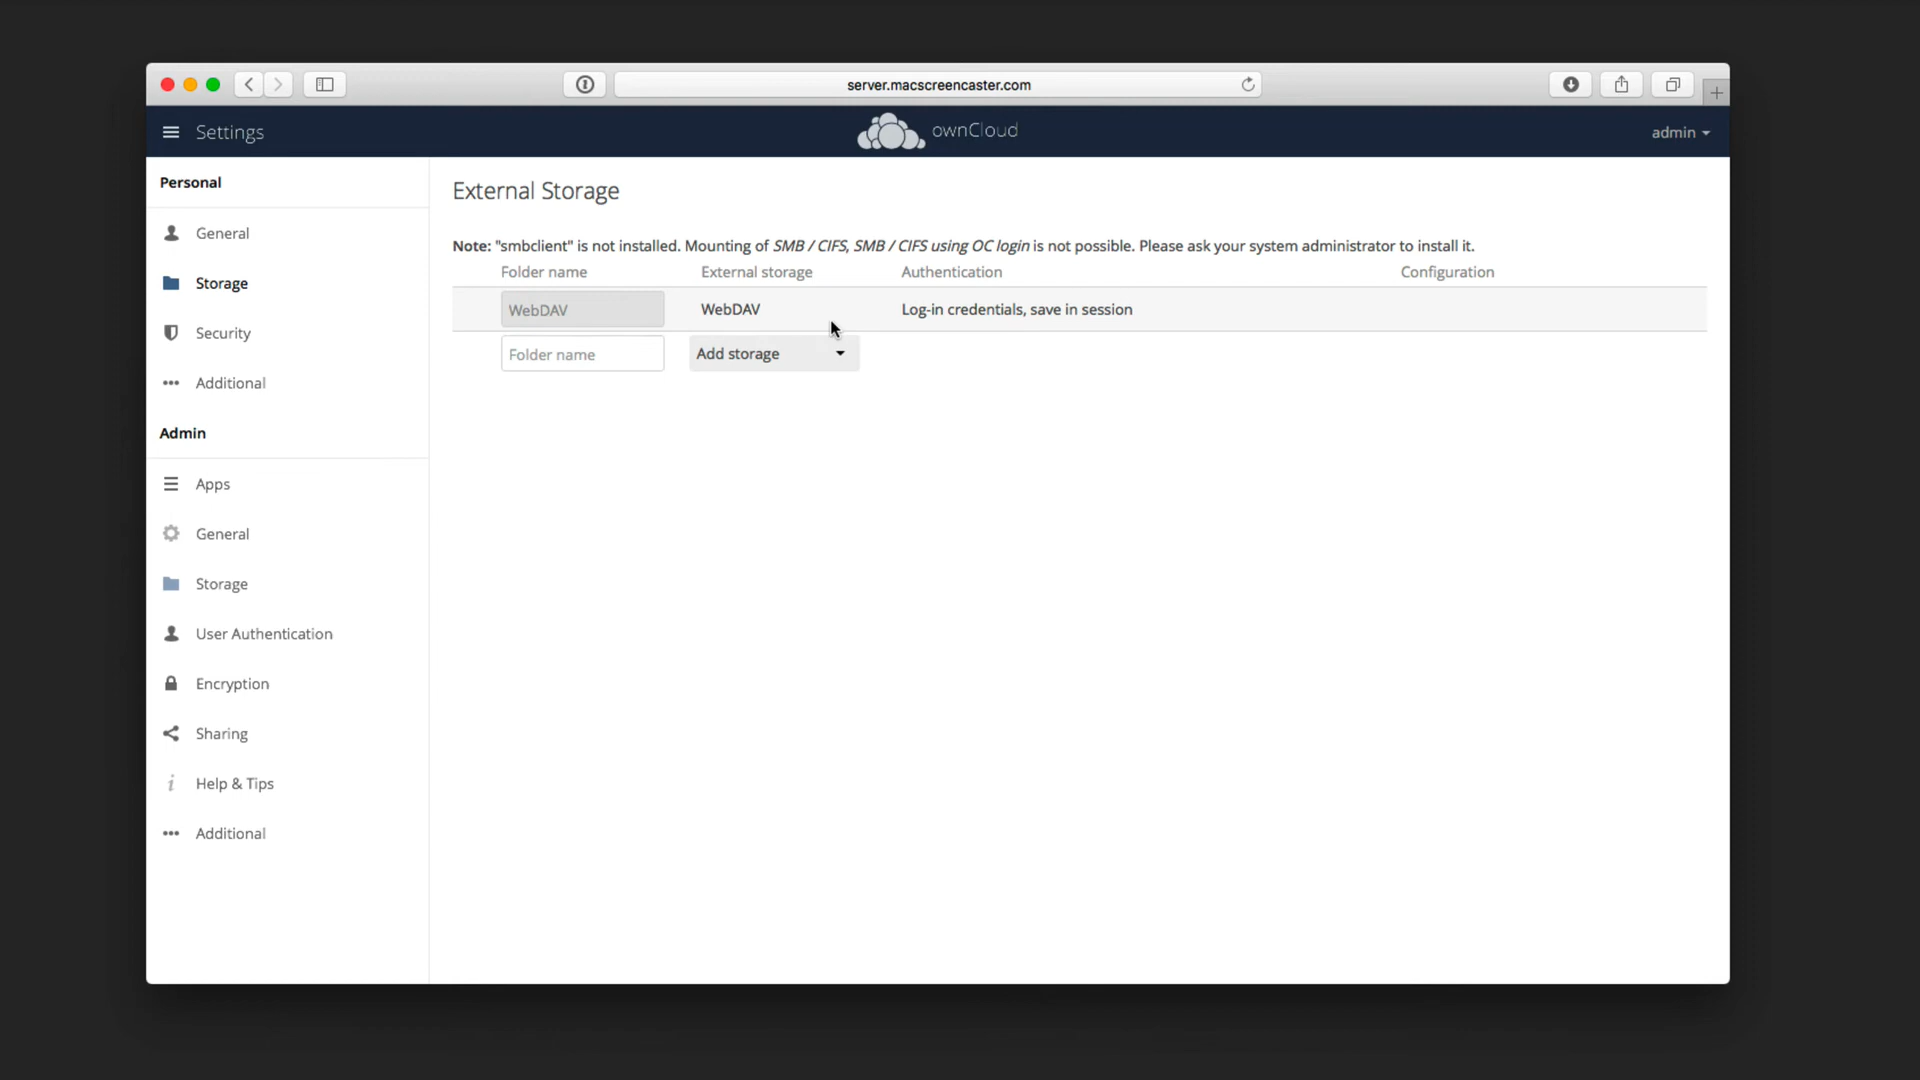 server.macscreencaster.com
Settings
ownCloud
admin
Personal
General
Storage
Security
Additional
Admin
Apps
General
Storage
User Authentication
Encryption
Sharing
Help & Tips
Additional
External Storage
Note: "smbclient" is not installed. Mounting of SMB / CIFS, SMB / CIFS using OC login is not possible. Please ask your system administrator to install it.
Folder name External storage Authentication Configuration
WebDAV WebDAV Log-in credentials, save in session
Folder name Add storage